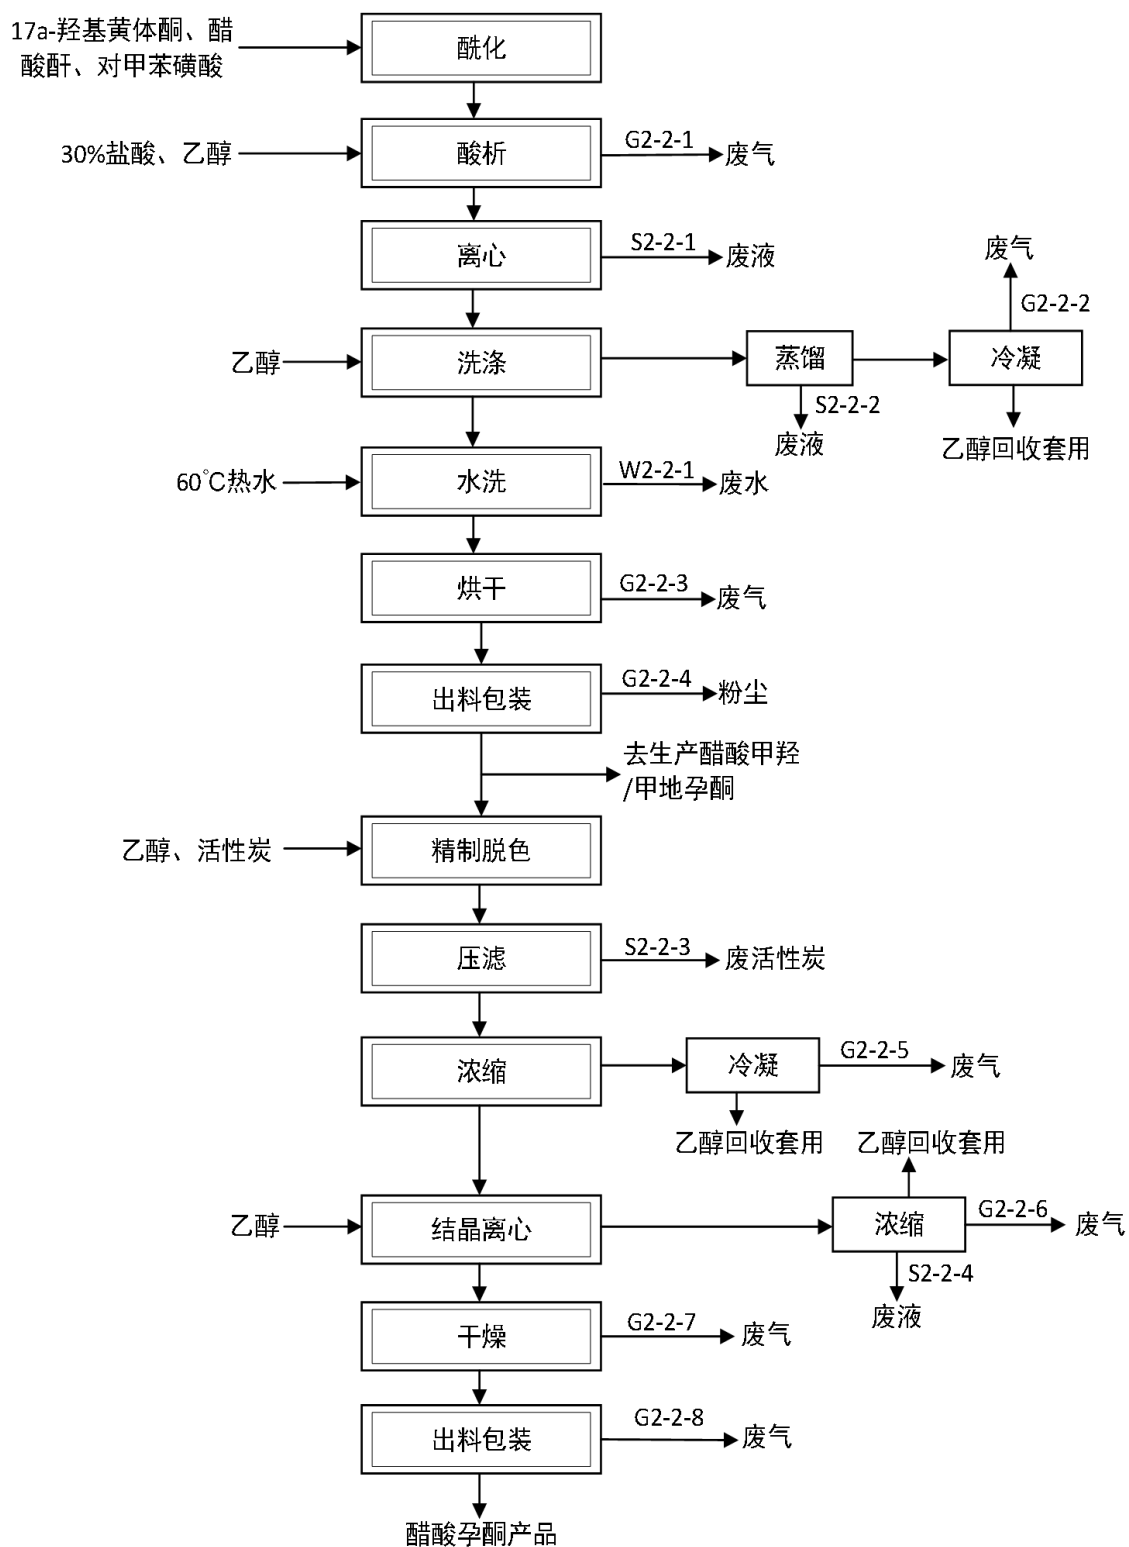 17a-羟基黄体酮、醋
酸酐、对甲苯磺酸
酰化
30%盐酸、乙醇
酸析
G2-2-1
废气
离心
S2-2-1
废液
废气
G2-2-2
乙醇
洗涤
蒸馏
冷凝
S2-2-2
废液
乙醇回收套用
60℃热水
水洗
W2-2-1
废水
烘干
G2-2-3
废气
出料包装
G2-2-4
粉尘
去生产醋酸甲羟
/甲地孕酮
乙醇、活性炭
精制脱色
压滤
S2-2-3
废活性炭
浓缩
冷凝
G2-2-5
废气
乙醇回收套用
乙醇回收套用
乙醇
结晶离心
浓缩
G2-2-6
废气
S2-2-4
废液
干燥
G2-2-7
废气
出料包装
G2-2-8
废气
醋酸孕酮产品